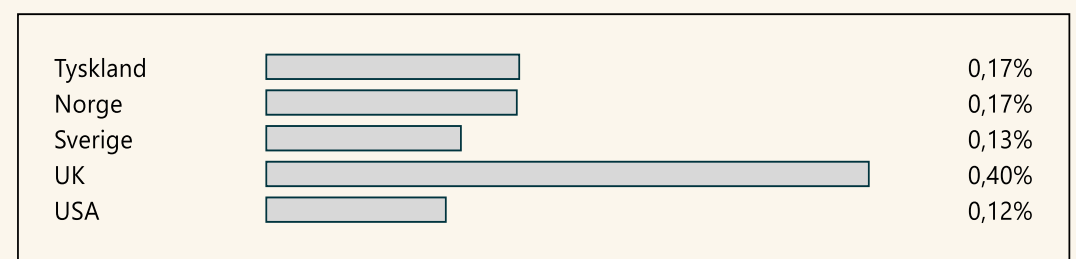 Tyskland 0,17%
Norge 0,17%
Sverige 0,13%
UK 0,40%
USA 0,12%